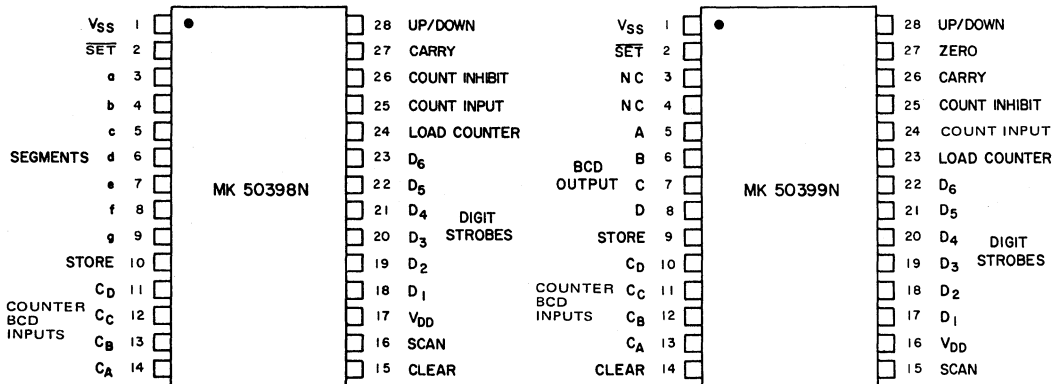 VSS 1 28 UP/DOWN VSS 1 28 UP/DOWN
SET 2 27 CARRY SET 2 27 ZERO
a 3 26 COUNT INHIBIT NC 3 26 CARRY
b 4 25 COUNT INPUT NC 4 25 COUNT INHIBIT
c 5 24 LOAD COUNTER A 5 24 COUNT INPUT
SEGMENTS d 6 23 D6 B 6 23 LOAD COUNTER
BCD OUTPUT
e 7 MK 50398N 22 D5 C 7 MK 50399N 22 D6
f 8 21 D4 D 8 21 D5
DIGIT STROBES
g 9 20 D3 STORE 9 20 D4
DIGIT STROBES
STORE 10 19 D2 CD 10 19 D3
CD 11 18 D1 CC 11 18 D2
COUNTER BCD INPUTS
COUNTER BCD INPUTS
CC 12 17 VDD CB 12 17 D1
CB 13 16 SCAN CA 13 16 VDD
CA 14 15 CLEAR CLEAR 14 15 SCAN